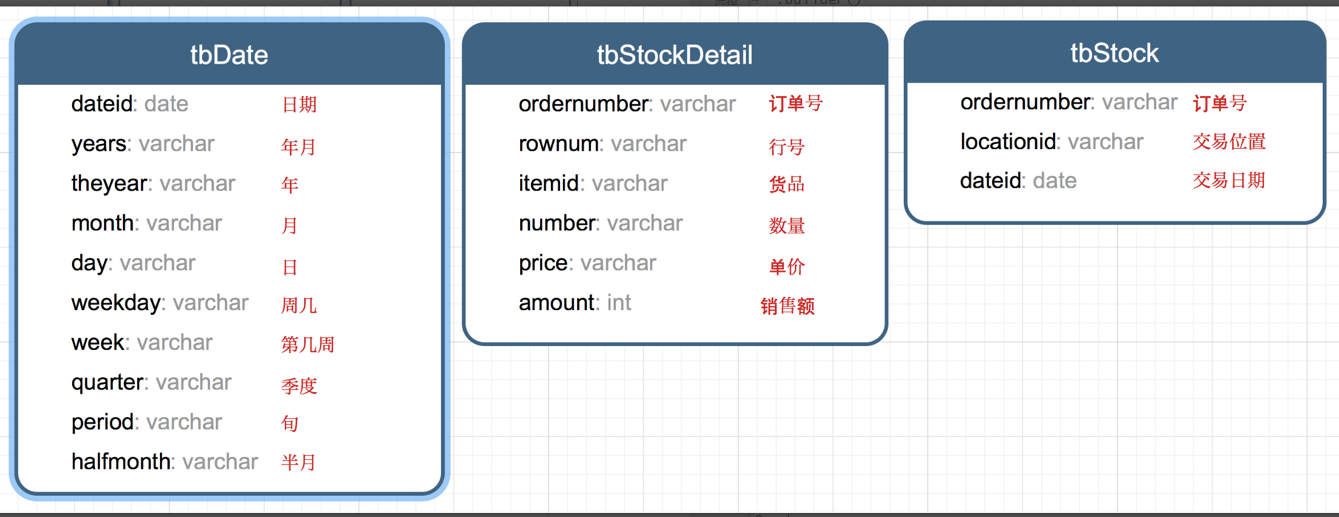 tbDate
dateid: date 日期
years: varchar 年月
theyear: varchar 年
month: varchar 月
day: varchar 日
weekday: varchar 周几
week: varchar 第几周
quarter: varchar 季度
period: varchar 旬
halfmonth: varchar 半月
tbStockDetail
ordernumber: varchar 订单号
rownum: varchar 行号
itemid: varchar 货品
number: varchar 数量
price: varchar 单价
amount: int 销售额
tbStock
ordernumber: varchar 订单号
locationid: varchar 交易位置
dateid: date 交易日期